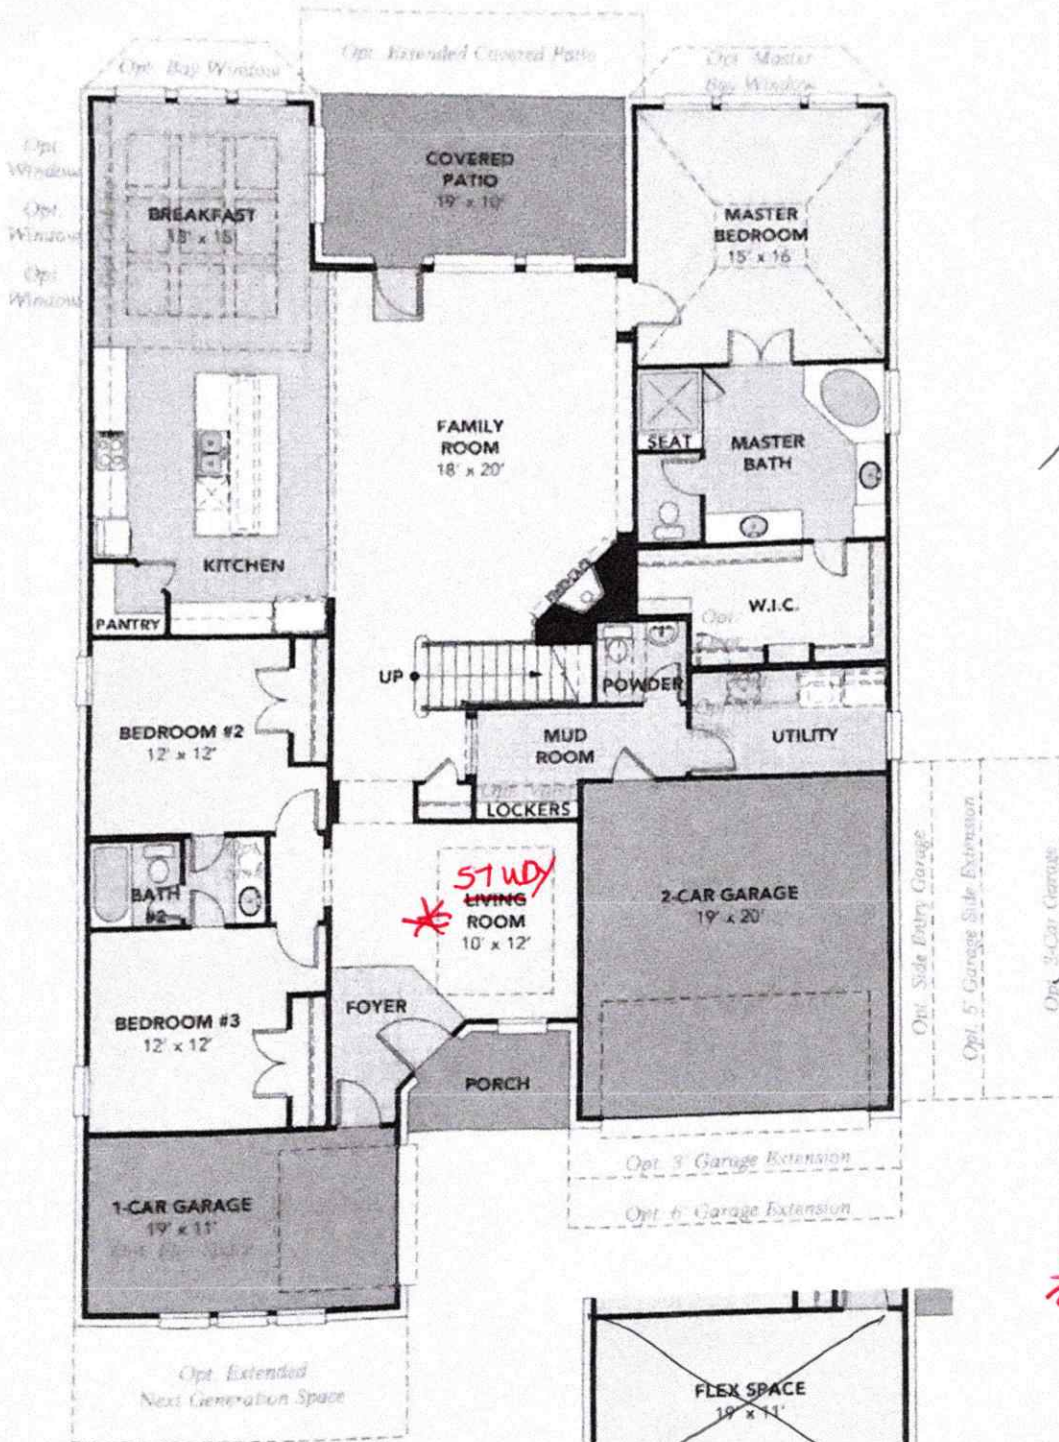 Opt. Extended Covered Patio
Opt. Bay Window
Opt. Master
Bay Window
Opt.
Window
Opt.
Window
Opt.
Window
COVERED
PATIO
19' x 10'
BREAKFAST
13' x 15'
MASTER
BEDROOM
15' x 16
FAMILY
ROOM
18' x 20'
SEAT
MASTER
BATH
KITCHEN
PANTRY
W.I.C.
Opt.
UP
POWDER
BEDROOM #2
12' x 12'
MUD
ROOM
UTILITY
LOCKERS
STUDY
LIVING
ROOM
10' x 12'
2-CAR GARAGE
19' x 20'
BATH
#2
FOYER
BEDROOM #3
12' x 12'
PORCH
Opt. Side Entry Garage
Opt. 5' Garage Side Extension
Opt. 3-Car Garage
Opt. 3' Garage Extension
Opt. 6' Garage Extension
1-CAR GARAGE
19' x 11'
Opt. Extended
Next Generation Space
FLEX SPACE
19' x 11'